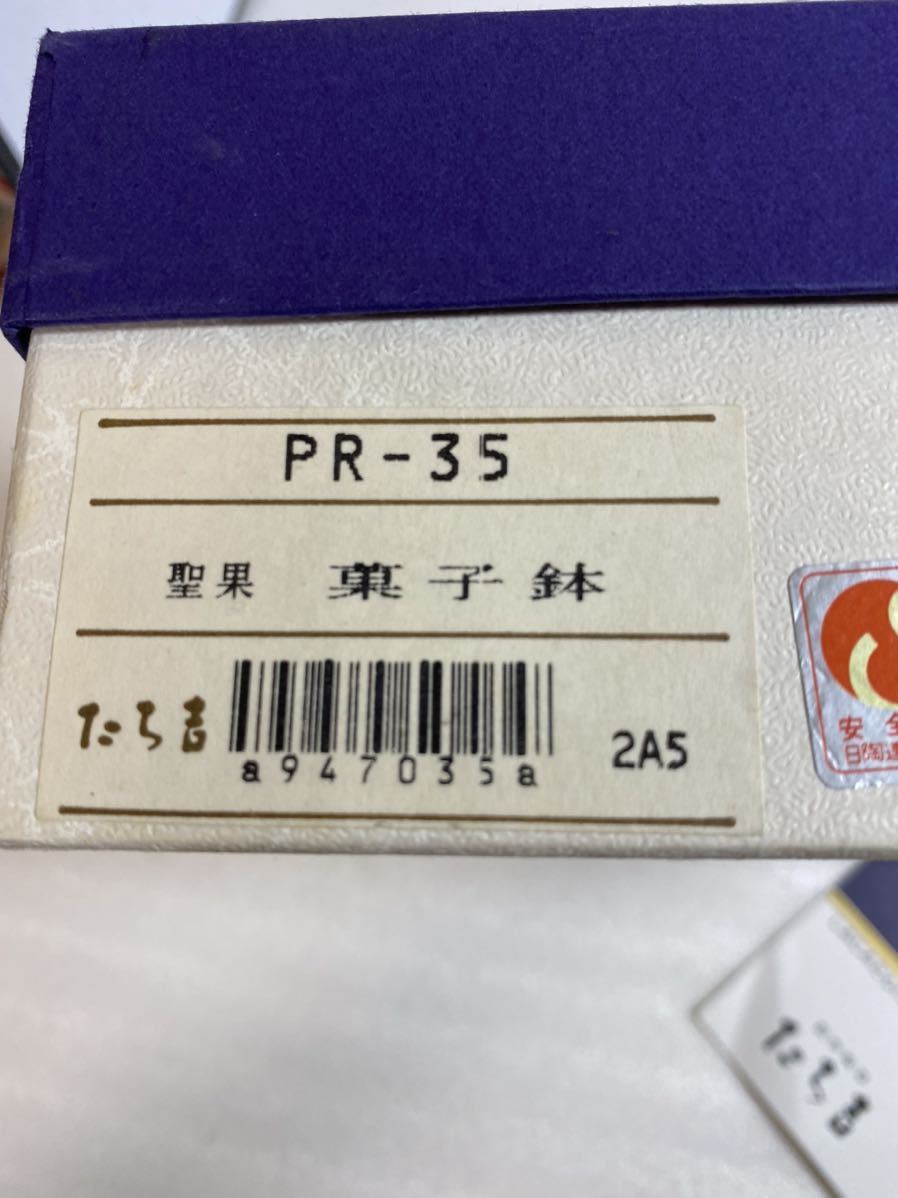 PR-35
聖果 菓子鉢
たち吉
a947035a
2A5
安全
日陶連
たち吉